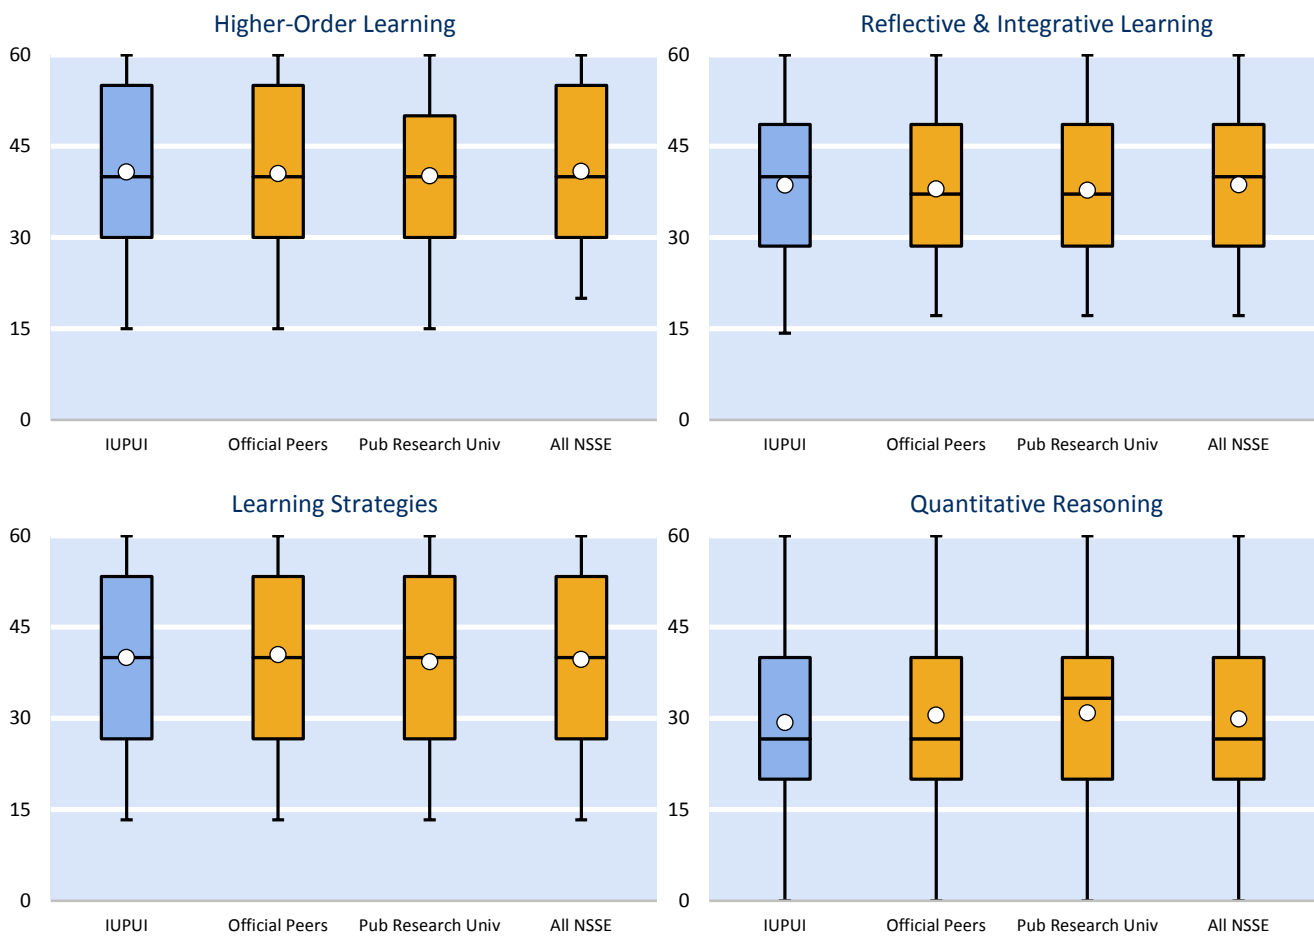 Higher-Order Learning
60
45
30
15
0
IUPUI Official Peers Pub Research Univ All NSSE
Reflective & Integrative Learning
60
45
30
15
0
IUPUI Official Peers Pub Research Univ All NSSE
Learning Strategies
60
45
30
15
0
IUPUI Official Peers Pub Research Univ All NSSE
Quantitative Reasoning
60
45
30
15
0
IUPUI Official Peers Pub Research Univ All NSSE